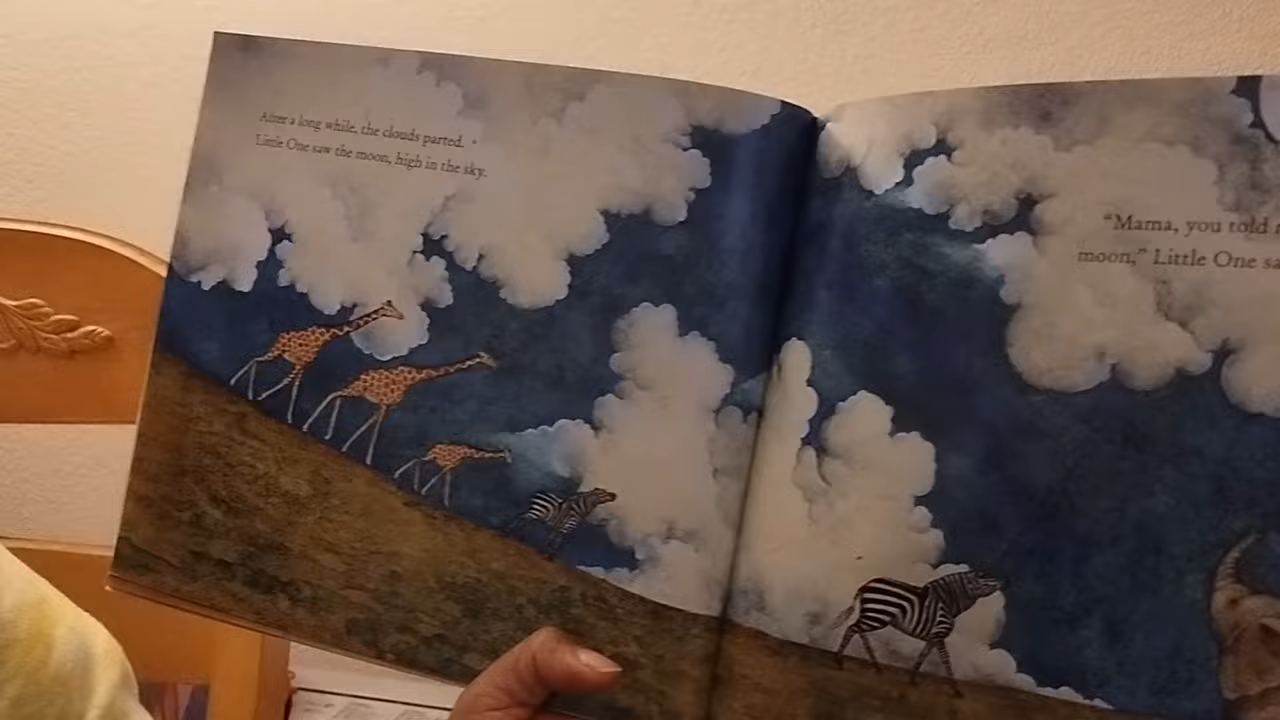 After a long while, the clouds parted.
Little One saw the moon, high in the sky.
“Mama, you told
moon,” Little One sa